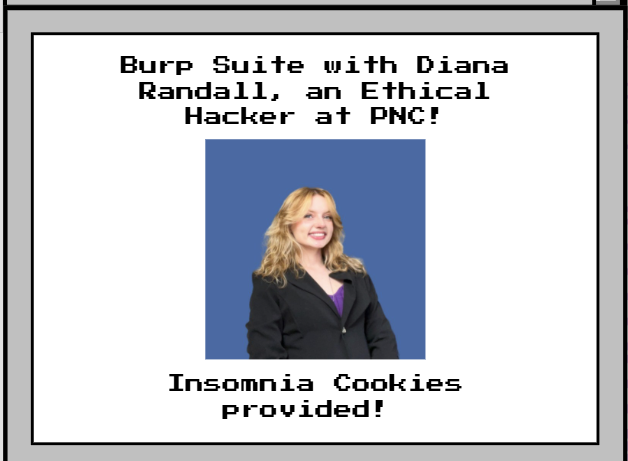 Burp Suite with Diana
Randall, an Ethical
Hacker at PNC!
Insomnia Cookies
provided!